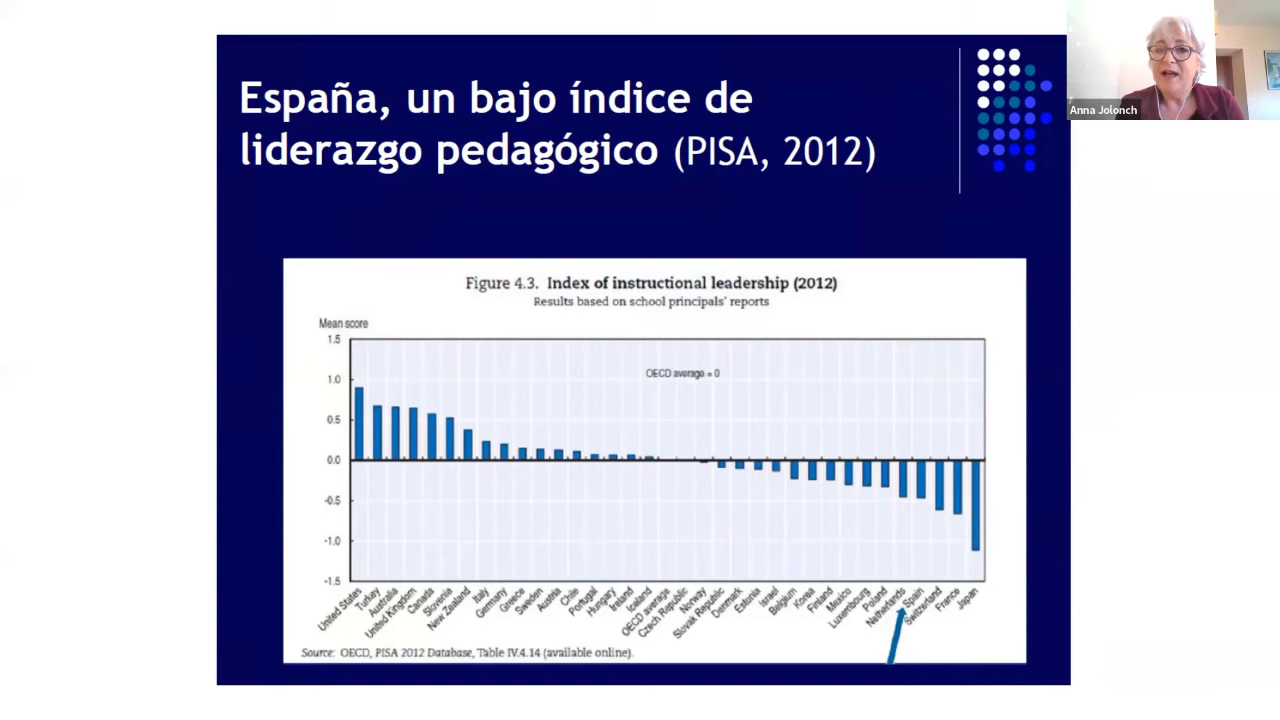 España, un bajo índice de
liderazgo pedagógico (PISA, 2012)
Anna Jolonch
Figure 4.3. Index of instructional leadership (2012)
Results based on school principals' reports
Mean score
1.5
1.0
0.5
0.0
-0.5
-1.0
-1.5
OECD average = 0
United States
Turkey
Australia
United Kingdom
Canada
Slovenia
New Zealand
Italy
Germany
Greece
Sweden
Austria
Chile
Portugal
Hungary
Ireland
Iceland
OECD average
Czech Republic
Norway
Slovak Republic
Denmark
Estonia
Israel
Belgium
Korea
Finland
Mexico
Luxembourg
Poland
Netherlands
Spain
Switzerland
France
Japan
Source: OECD, PISA 2012 Database, Table IV.4.14 (available online).